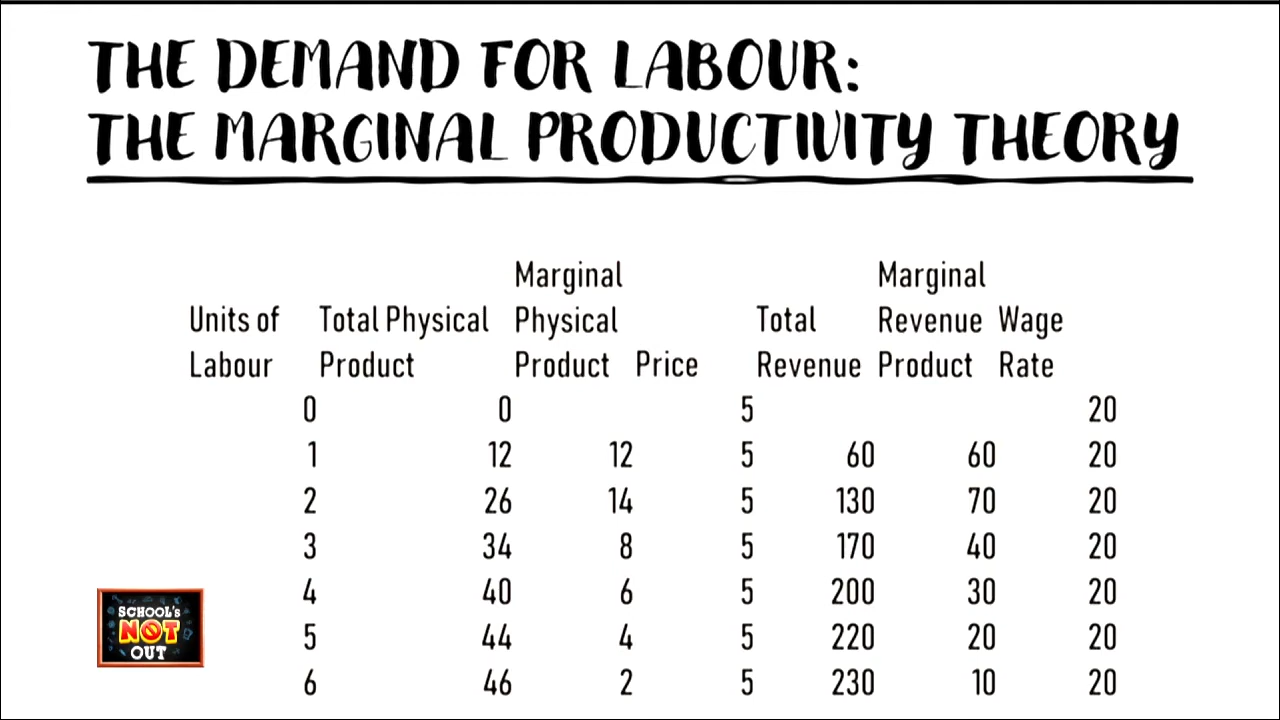 THE DEMAND FOR LABOUR:
THE MARGINAL PRODUCTIVITY THEORY
Marginal Marginal
Units of Total Physical Physical Total Revenue Wage
Labour Product Product Price Revenue Product Rate
0 0 5 20
1 12 12 5 60 60 20
2 26 14 5 130 70 20
3 34 8 5 170 40 20
4 40 6 5 200 30 20
5 44 4 5 220 20 20
6 46 2 5 230 10 20
SCHOOL'S
NOT
OUT